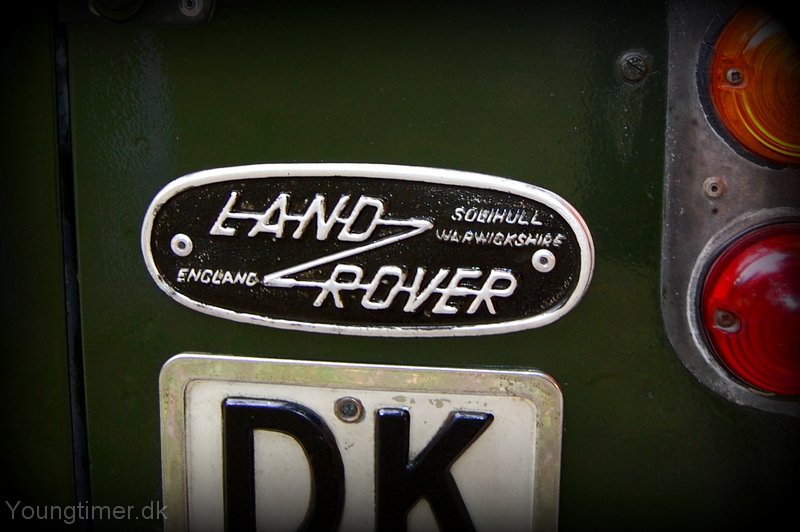 LAND
SOLIHULL
WARWICKSHIRE
ENGLAND
ROVER
DK
Youngtimer.dk